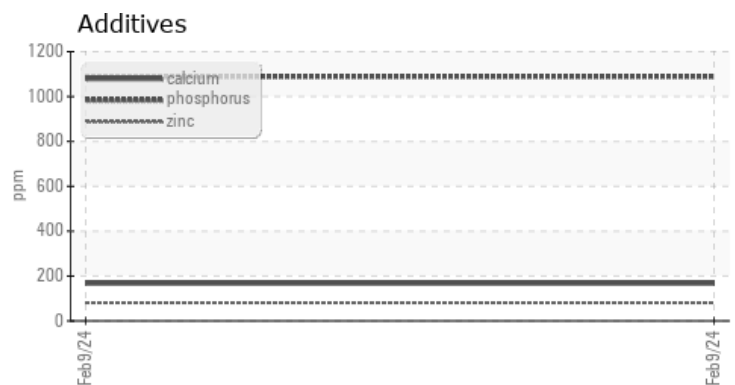 Additives
1200
1000
800
600
400
200
0
ppm
calcium
phosphorus
zinc
Feb9/24
Feb9/24